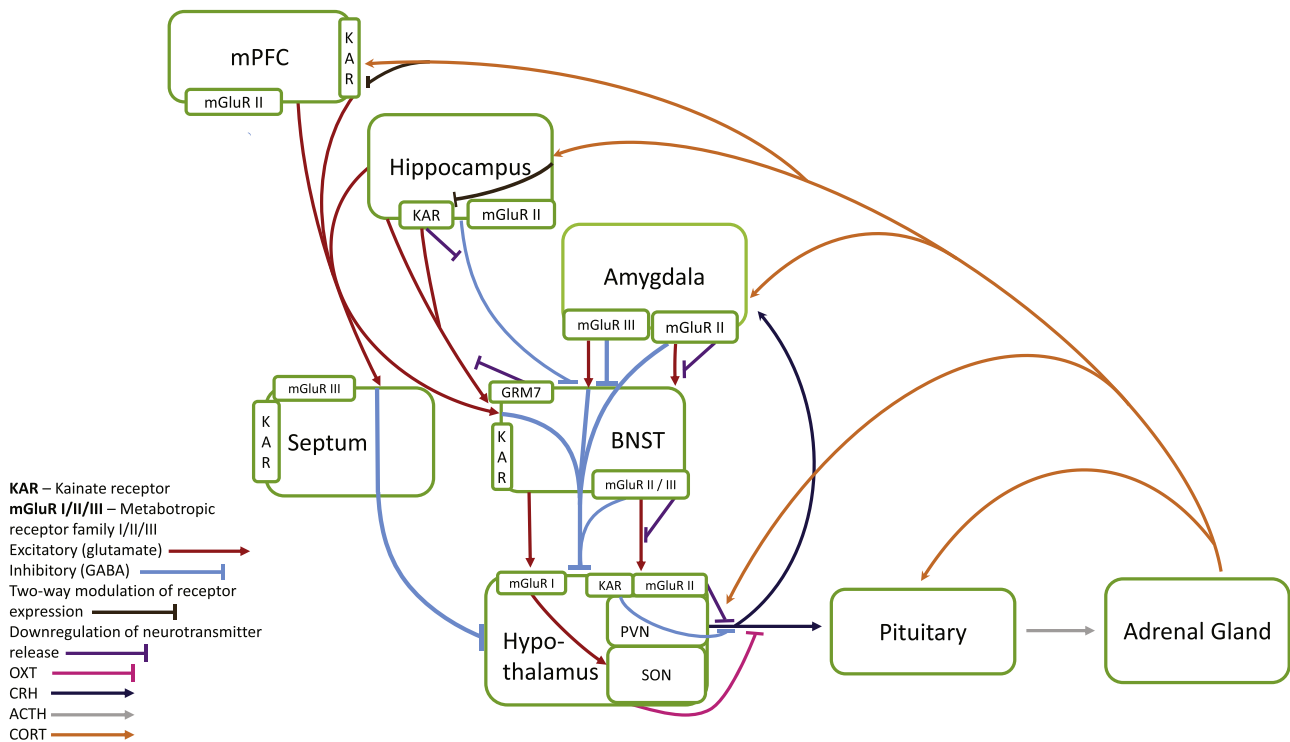 mPFC
K
A
R
mGluR II
Hippocampus
KAR
mGluR II
Amygdala
mGluR III
mGluR II
mGluR III
K
A
R
Septum
GRM7
K
A
R
BNST
mGluR II / III
mGluR I
KAR
mGluR II
PVN
Hypo-
thalamus
SON
Pituitary
Adrenal Gland
KAR – Kainate receptor
mGluR I/II/III – Metabotropic
receptor family I/II/III
Excitatory (glutamate)
Inhibitory (GABA)
Two-way modulation of receptor
expression
Downregulation of neurotransmitter
release
OXT
CRH
ACTH
CORT